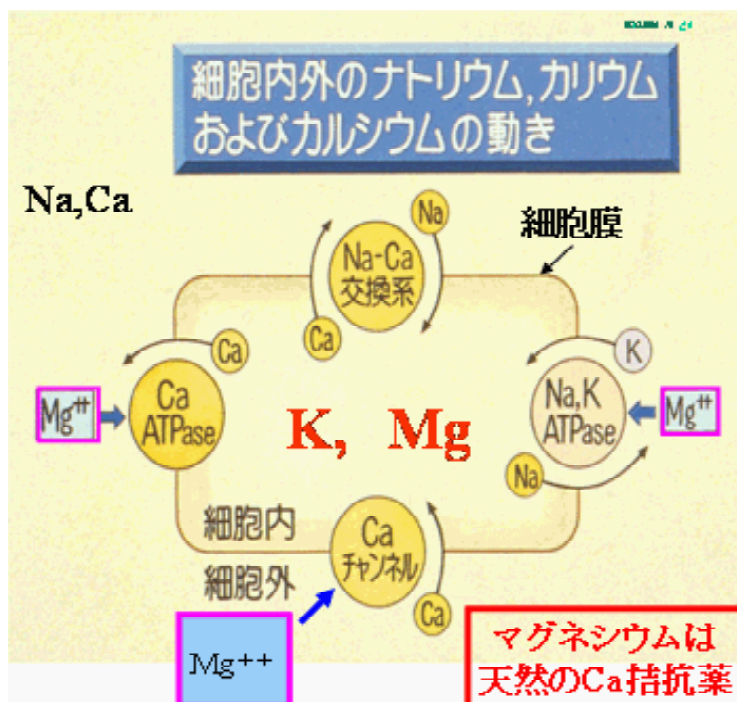 細胞内外のナトリウム,カリウム
およびカルシウムの動き
Na,Ca
Na
細胞膜
Na-Ca
交換系
Ca
Ca
K
Mg++
Ca
ATPase
K, Mg
Na,K
ATPase
Mg++
Na
細胞内
Ca
チャンネル
細胞外
Ca
Mg++
マグネシウムは
天然のCa拮抗薬